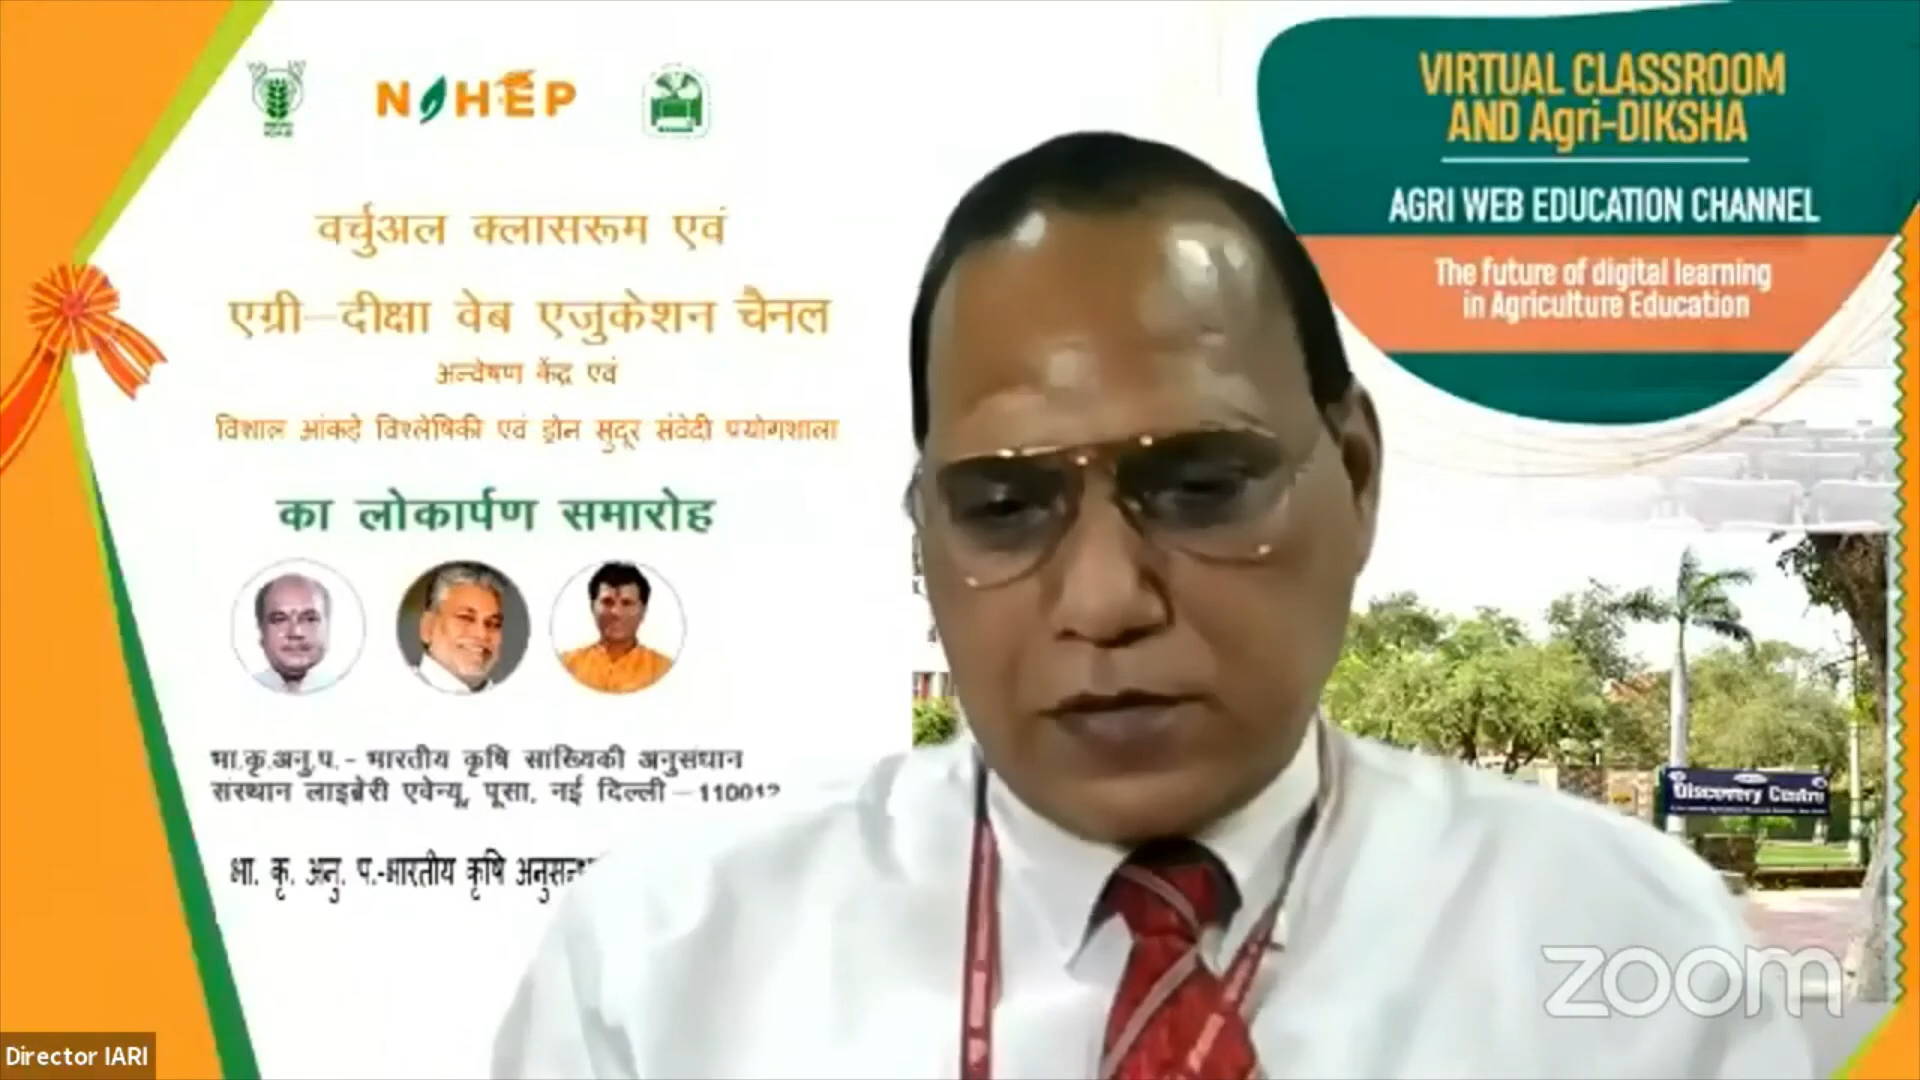 NAHEP
वर्चुअल क्लासरूम एवं
एग्री–दीक्षा वेब एजुकेशन चैनल
अन्वेषण केंद्र एवं
विशाल आंकड़े विश्लेषिकी एवं ड्रोन सुदूर संवेदी प्रयोगशाला
का लोकार्पण समारोह
भा.कृ.अनु.प.- भारतीय कृषि सांख्यिकी अनुसंधान
संस्थान लाइब्रेरी एवेन्यू, पूसा, नई दिल्ली – 110012
भा. कृ. अनु. प.-भारतीय कृषि
VIRTUAL CLASSROOM
AND Agri-DIKSHA
AGRI WEB EDUCATION CHANNEL
The future of digital learning
in Agriculture Education
Discovery Centre
zoom
Director IARI